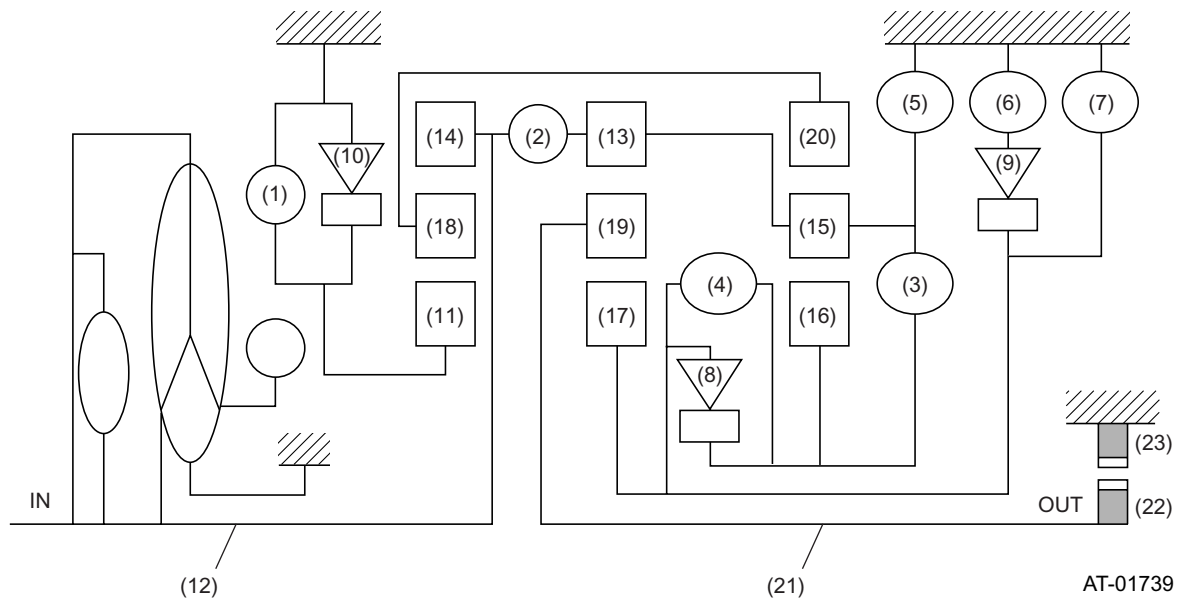 (5) (6) (7)
(14) (2) (13) (20)
(10) (9)
(1)
(18) (19) (15)
(4) (3)
(11) (17) (16)
(8)
(23)
IN OUT (22)
(12) (21) AT-01739